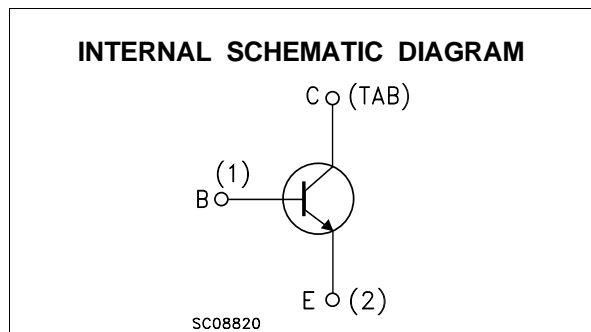 INTERNAL SCHEMATIC DIAGRAM
C (TAB)
(1)
B
E (2)
SC08820